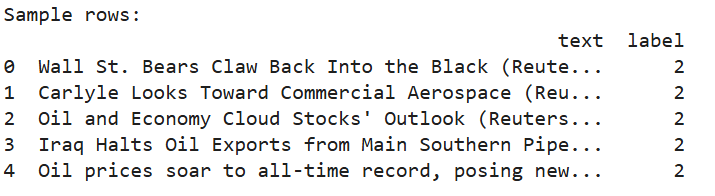 Sample rows:
text label
0 Wall St. Bears Claw Back Into the Black (Reute... 2
1 Carlyle Looks Toward Commercial Aerospace (Reu... 2
2 Oil and Economy Cloud Stocks' Outlook (Reuters... 2
3 Iraq Halts Oil Exports from Main Southern Pipe... 2
4 Oil prices soar to all-time record, posing new... 2